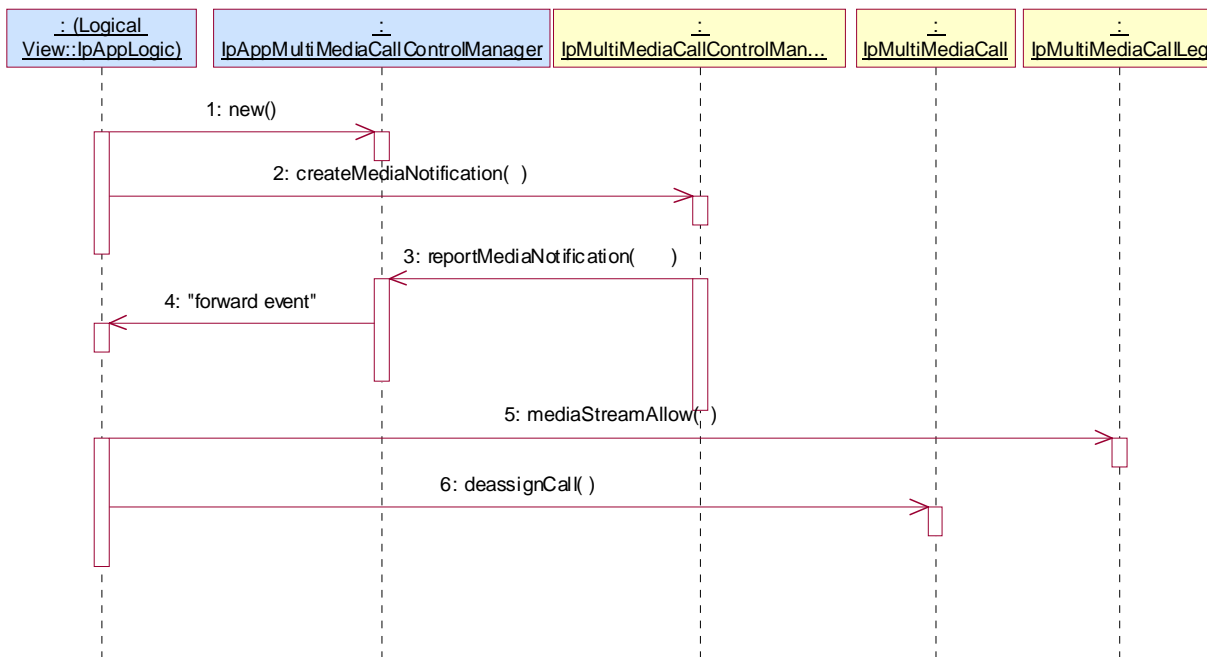 : (Logical
View::IpAppLogic)
:
IpAppMultiMediaCallControlManager
:
IpMultiMediaCallControlMan...
:
IpMultiMediaCall
:
IpMultiMediaCallLeg
1: new()
2: createMediaNotification( )
3: reportMediaNotification( )
4: "forward event"
5: mediaStreamAllow( )
6: deassignCall( )